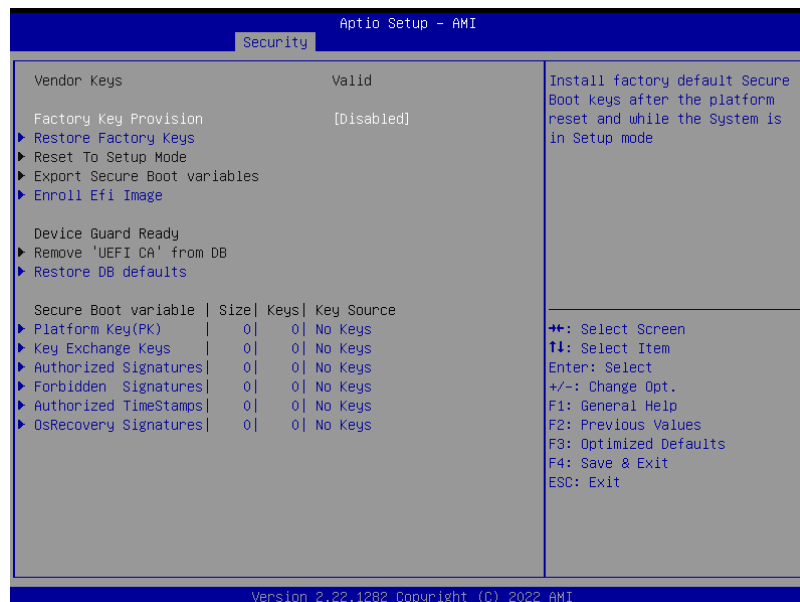 Aptio Setup – AMI
Security
Vendor Keys Valid
Factory Key Provision [Disabled]
Restore Factory Keys
Reset To Setup Mode
Export Secure Boot variables
Enroll Efi Image
Device Guard Ready
Remove 'UEFI CA' from DB
Restore DB defaults
Secure Boot variable | Size| Keys| Key Source
Platform Key(PK) | 0| 0| No Keys
Key Exchange Keys | 0| 0| No Keys
Authorized Signatures| 0| 0| No Keys
Forbidden Signatures| 0| 0| No Keys
Authorized TimeStamps| 0| 0| No Keys
OsRecovery Signatures| 0| 0| No Keys
Install factory default Secure
Boot keys after the platform
reset and while the System is
in Setup mode
→←: Select Screen
↑↓: Select Item
Enter: Select
+/-: Change Opt.
F1: General Help
F2: Previous Values
F3: Optimized Defaults
F4: Save & Exit
ESC: Exit
Version 2.22.1282 Copyright (C) 2022 AMI